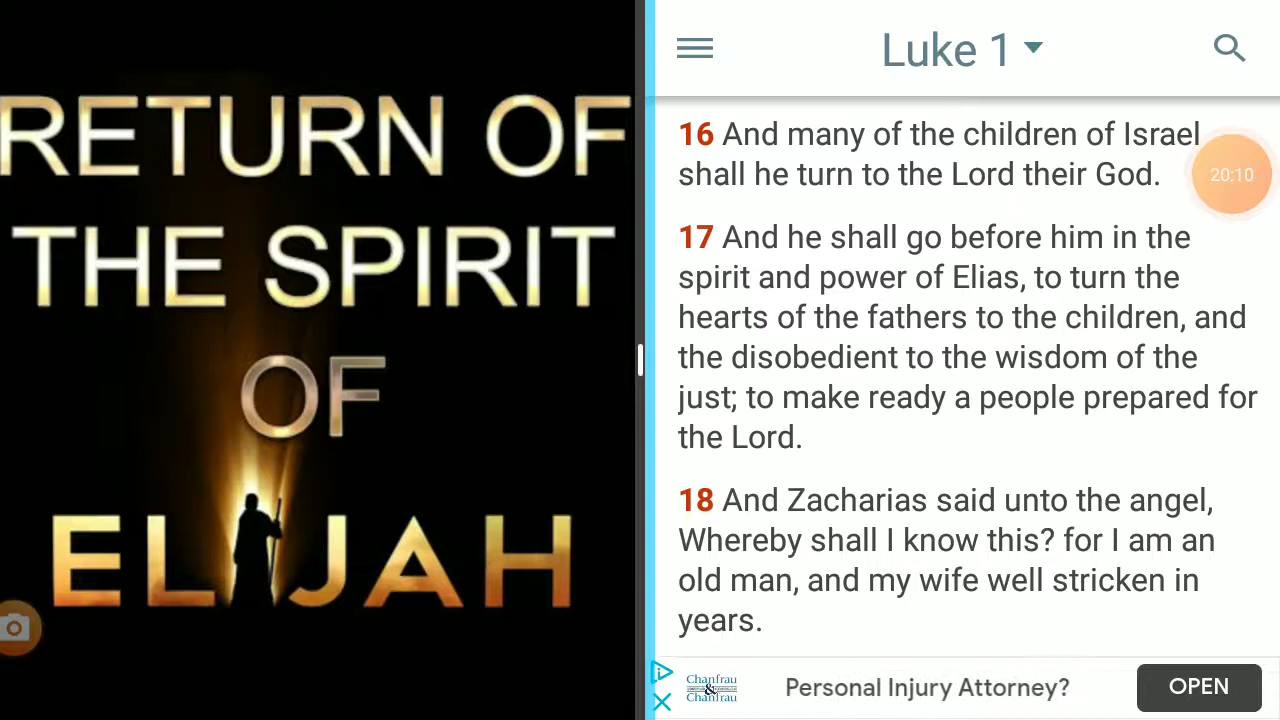 RETURN OF
THE SPIRIT
OF
ELIJAH
Luke 1
16 And many of the children of Israel
shall he turn to the Lord their God.
20:10
17 And he shall go before him in the
spirit and power of Elias, to turn the
hearts of the fathers to the children, and
the disobedient to the wisdom of the
just; to make ready a people prepared for
the Lord.
18 And Zacharias said unto the angel,
Whereby shall I know this? for I am an
old man, and my wife well stricken in
years.
Chanfrau
&
Chanfrau
Personal Injury Attorney?
OPEN